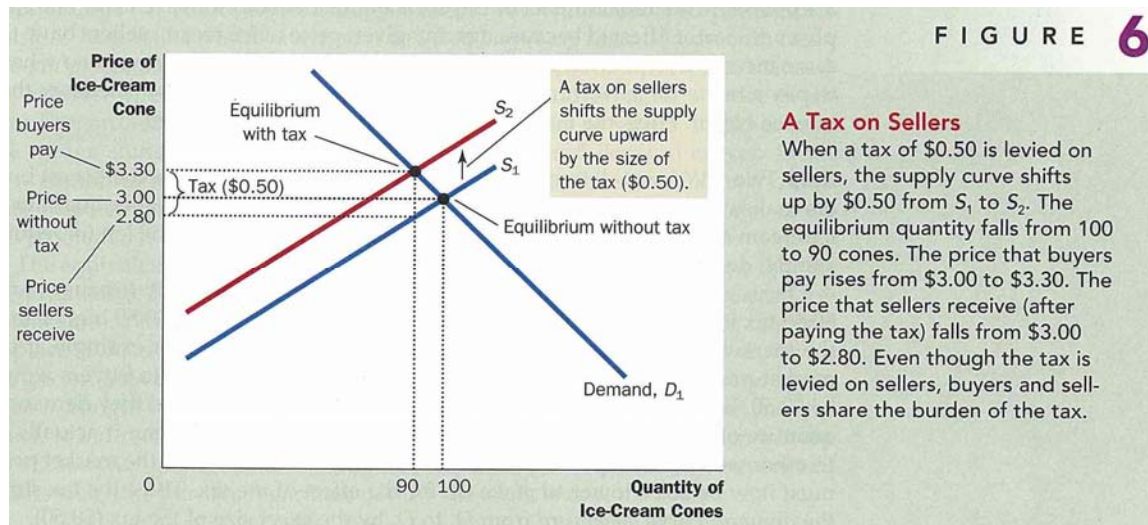 FIGURE 6
Price of
Ice-Cream
Cone
Price
buyers
pay
$3.30
Price
without
tax
3.00
2.80
Price
sellers
receive
Tax ($0.50)
Equilibrium
with tax
S2
S1
A tax on sellers
shifts the supply
curve upward
by the size of
the tax ($0.50).
Equilibrium without tax
Demand, D1
0
90 100
Quantity of
Ice-Cream Cones
A Tax on Sellers
When a tax of $0.50 is levied on
sellers, the supply curve shifts
up by $0.50 from S1 to S2. The
equilibrium quantity falls from 100
to 90 cones. The price that buyers
pay rises from $3.00 to $3.30. The
price that sellers receive (after
paying the tax) falls from $3.00
to $2.80. Even though the tax is
levied on sellers, buyers and sell-
ers share the burden of the tax.